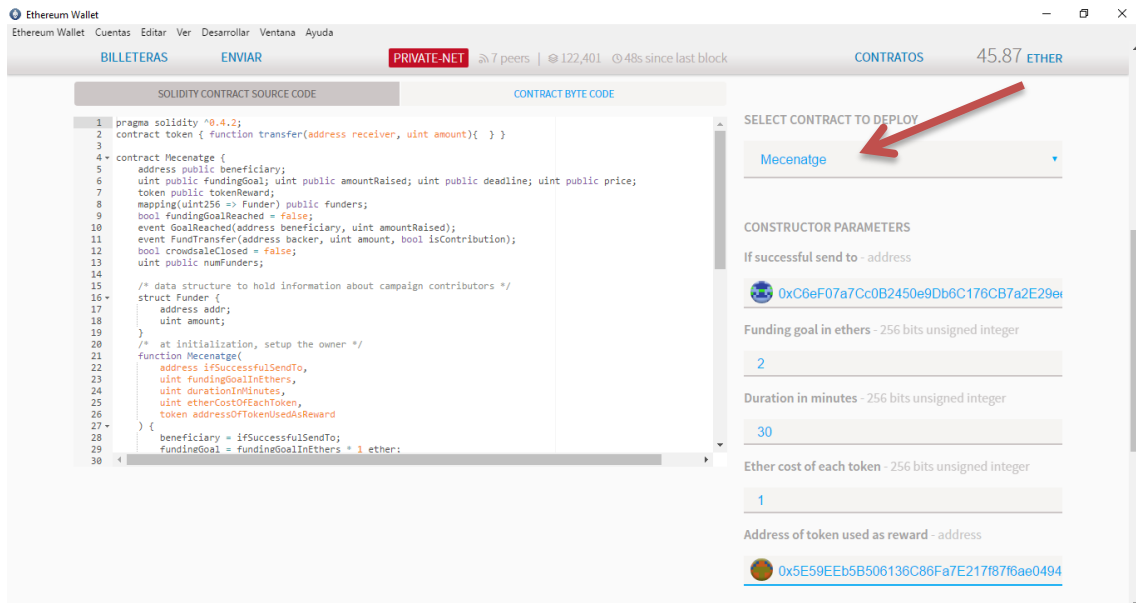 Ethereum Wallet
Ethereum Wallet Cuentas Editar Ver Desarrollar Ventana Ayuda
BILLETERAS ENVIAR PRIVATE-NET 7 peers | 122,401 48s since last block CONTRATOS 45.87 ETHER
SOLIDITY CONTRACT SOURCE CODE CONTRACT BYTE CODE
1 pragma solidity ^0.4.2;
2 contract token { function transfer(address receiver, uint amount){ } }
3
4 contract Mecenatge {
5 address public beneficiary;
6 uint public fundingGoal; uint public amountRaised; uint public deadline; uint public price;
7 token public tokenReward;
8 mapping(uint256 => Funder) public funders;
9 bool fundingGoalReached = false;
10 event GoalReached(address beneficiary, uint amountRaised);
11 event FundTransfer(address backer, uint amount, bool isContribution);
12 bool crowdsaleClosed = false;
13 uint public numFunders;
14
15 /* data structure to hold information about campaign contributors */
16 struct Funder {
17 address addr;
18 uint amount;
19 }
20 /* at initialization, setup the owner */
21 function Mecenatge(
22 address ifSuccessfulSendTo,
23 uint fundingGoalInEthers,
24 uint durationInMinutes,
25 uint etherCostOfEachToken,
26 token addressOfTokenUsedAsReward
27 ) {
28 beneficiary = ifSuccessfulSendTo;
29 fundingGoal = fundingGoalInEthers * 1 ether;
30
SELECT CONTRACT TO DEPLOY
Mecenatge
CONSTRUCTOR PARAMETERS
If successful send to - address
0xC6eF07a7Cc0B2450e9Db6C176CB7a2E29ee
Funding goal in ethers - 256 bits unsigned integer
2
Duration in minutes - 256 bits unsigned integer
30
Ether cost of each token - 256 bits unsigned integer
1
Address of token used as reward - address
0x5E59EEb5B506136C86Fa7E217f87f6ae0494